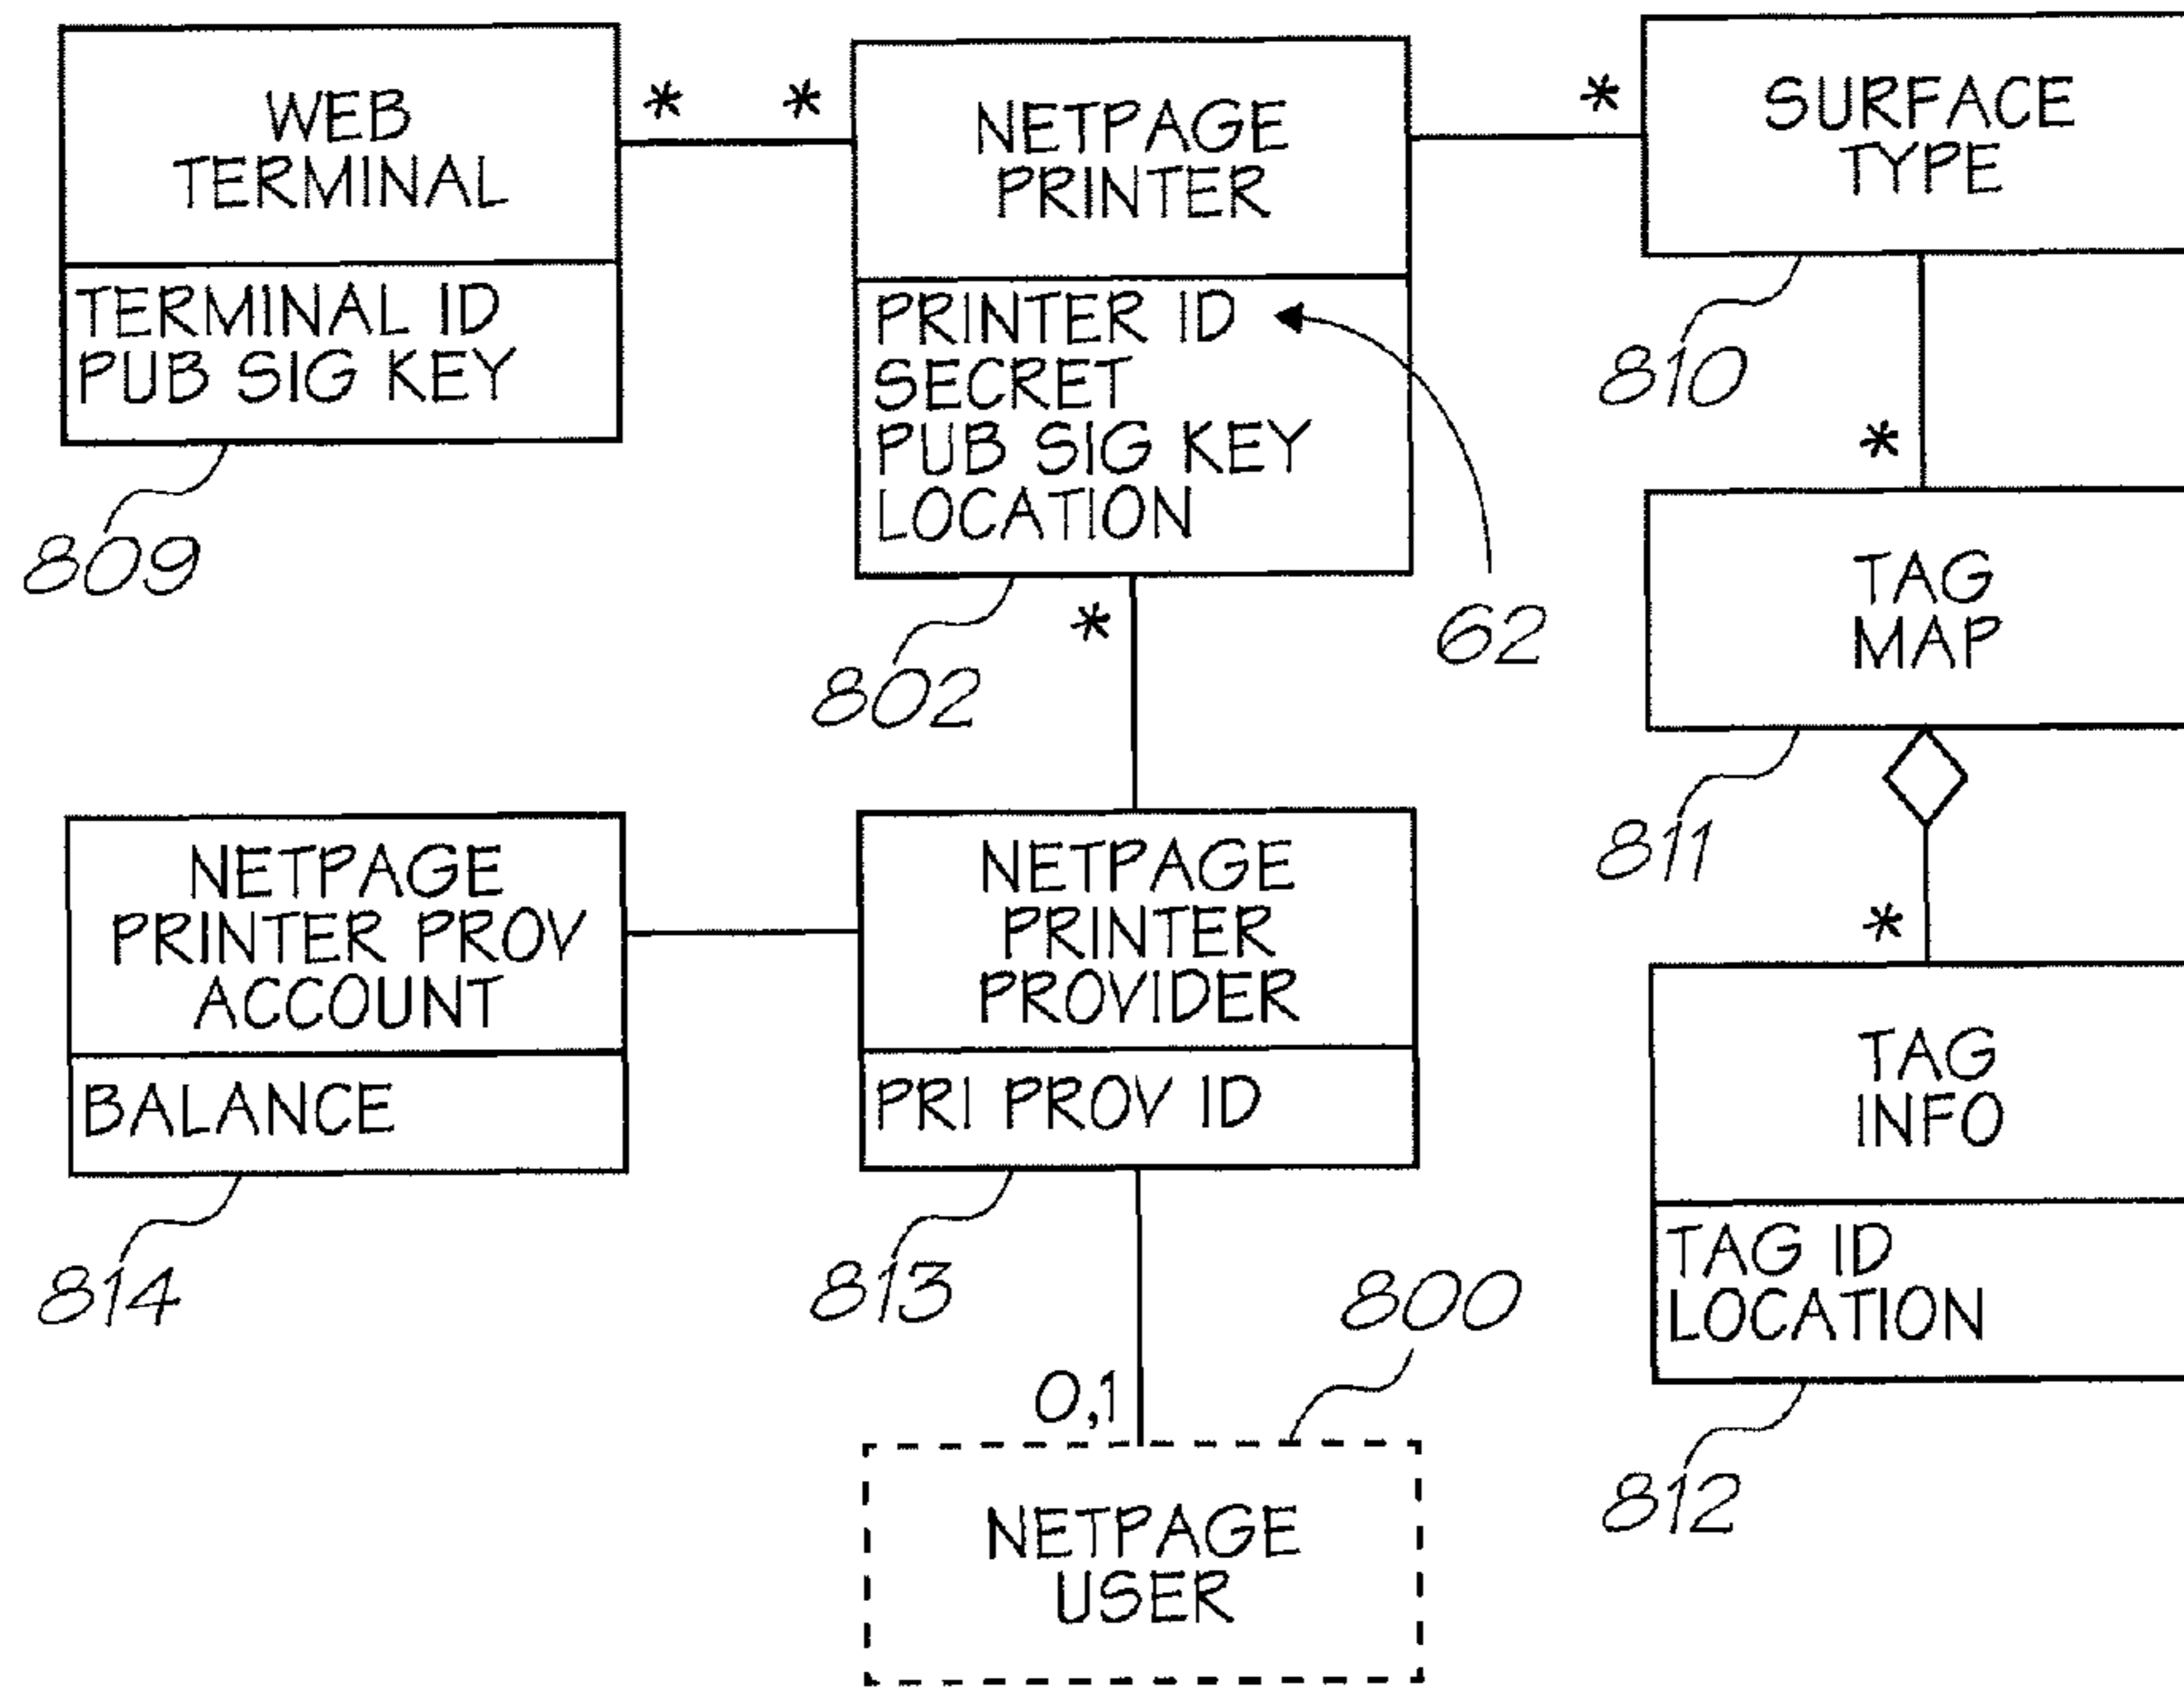 WEB
TERMINAL
TERMINAL ID
PUB SIG KEY
809
*
*
NETPAGE
PRINTER
PRINTER ID
SECRET
PUB SIG KEY
LOCATION
62
802
*
*
SURFACE
TYPE
810
*
TAG
MAP
811
*
TAG
INFO
TAG ID
LOCATION
812
NETPAGE
PRINTER PROV
ACCOUNT
BALANCE
814
NETPAGE
PRINTER
PROVIDER
PRI PROV ID
813
800
0,1
NETPAGE
USER